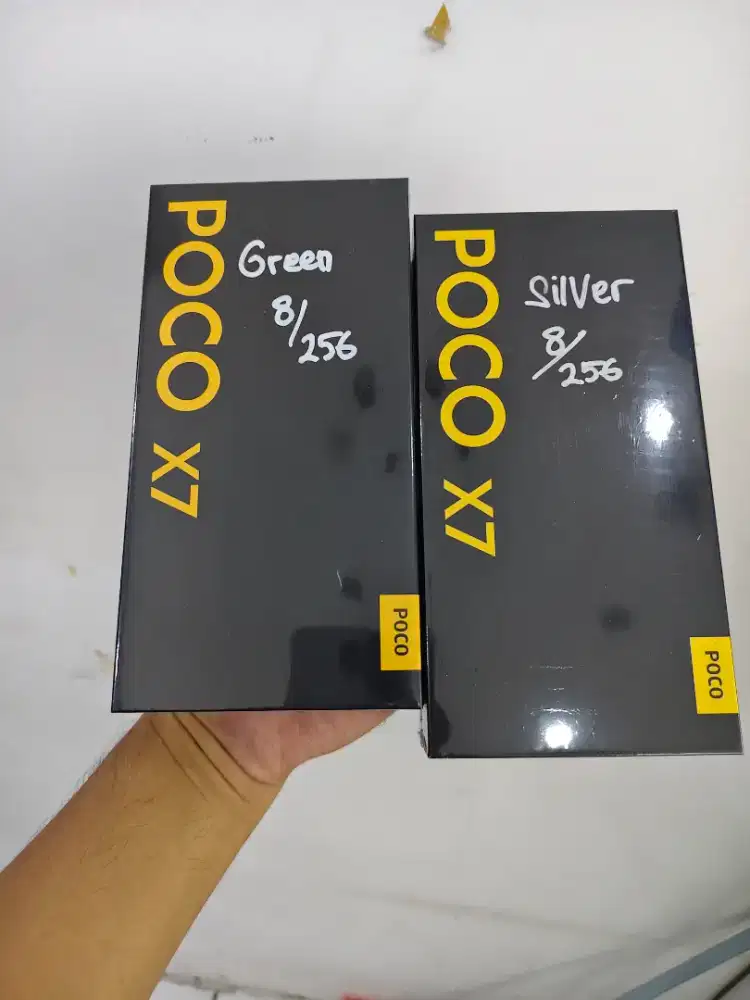 POCO X7
Green
8/256
POCO
POCO X7
Silver
8/256
POCO